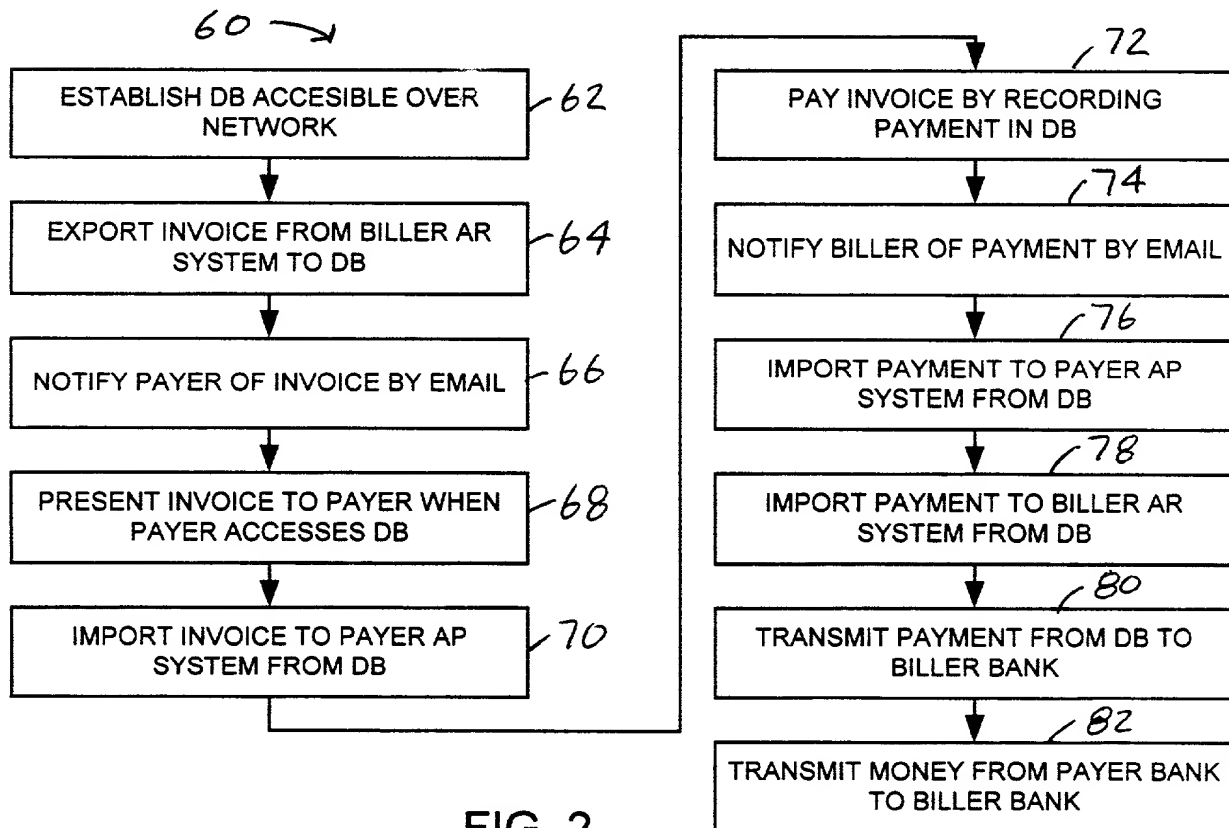 60
ESTABLISH DB ACCESIBLE OVER
NETWORK
62
EXPORT INVOICE FROM BILLER AR
SYSTEM TO DB
64
NOTIFY PAYER OF INVOICE BY EMAIL
66
PRESENT INVOICE TO PAYER WHEN
PAYER ACCESSES DB
68
IMPORT INVOICE TO PAYER AP
SYSTEM FROM DB
70
72
PAY INVOICE BY RECORDING
PAYMENT IN DB
74
NOTIFY BILLER OF PAYMENT BY EMAIL
76
IMPORT PAYMENT TO PAYER AP
SYSTEM FROM DB
78
IMPORT PAYMENT TO BILLER AR
SYSTEM FROM DB
80
TRANSMIT PAYMENT FROM DB TO
BILLER BANK
82
TRANSMIT MONEY FROM PAYER BANK
TO BILLER BANK
FIG. 2